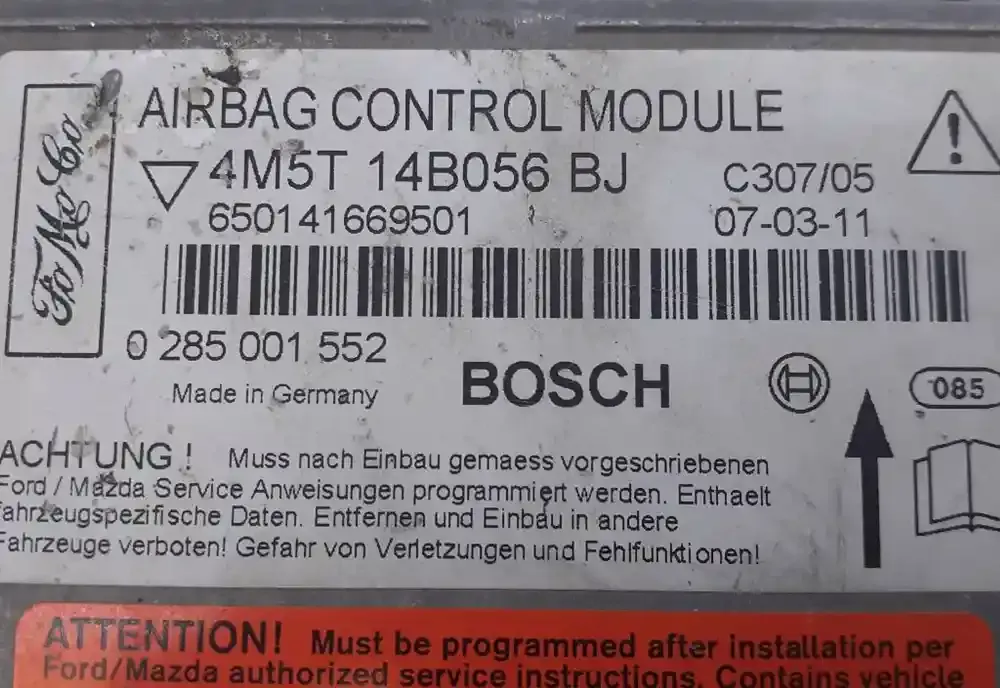 AIRBAG CONTROL MODULE
FoMoCo
4M5T 14B056 BJ
C307/05
650141669501
07-03-11
0 285 001 552
Made in Germany
BOSCH
085
ACHTUNG ! Muss nach Einbau gemaess vorgeschriebenen
Ford / Mazda Service Anweisungen programmiert werden. Enthaelt
fahrzeugspezifische Daten. Entfernen und Einbau in andere
Fahrzeuge verboten! Gefahr von Verletzungen und Fehlfunktionen!
ATTENTION! Must be programmed after installation per
Ford/Mazda authorized service instructions. Contains vehicle